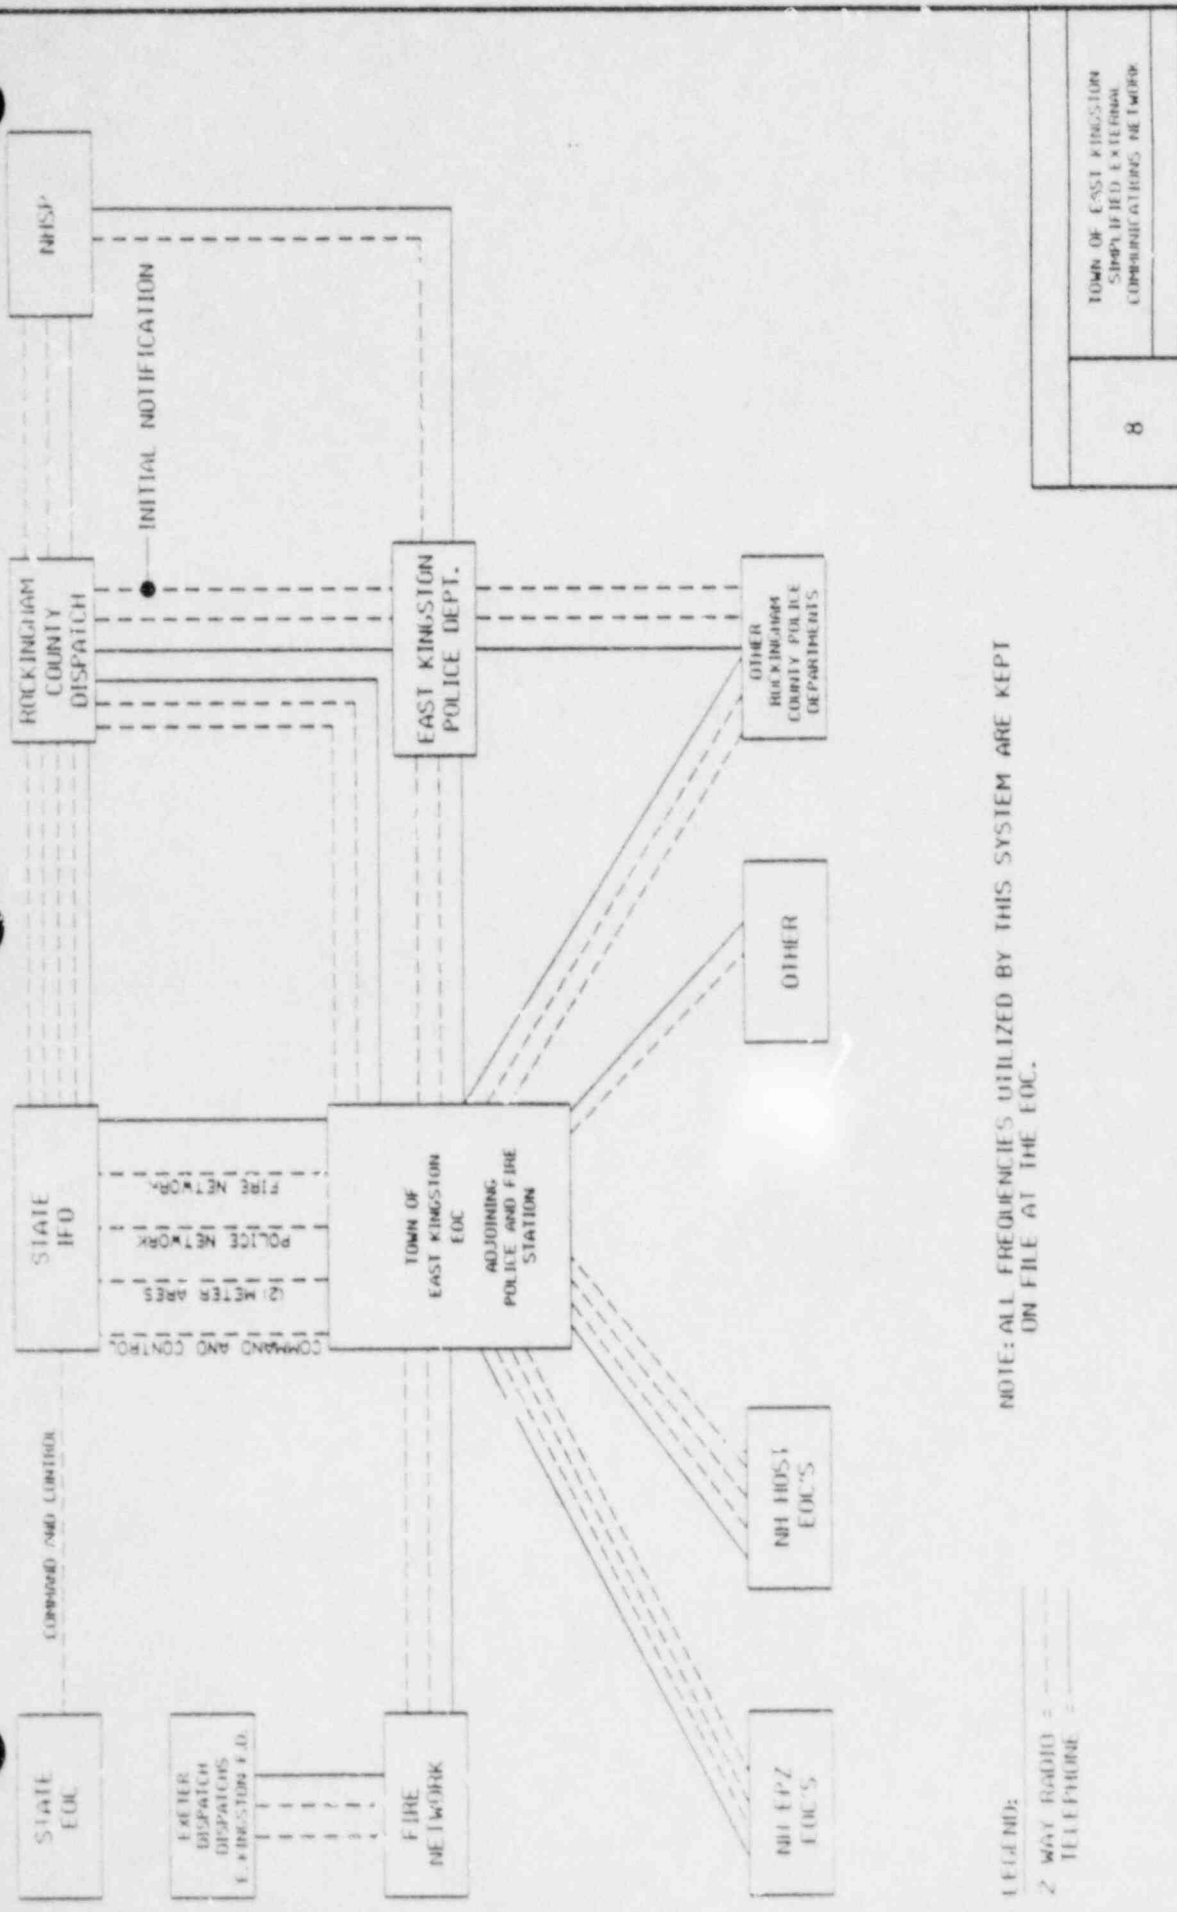 STATE
EOC
COMMAND AND CONTROL
STATE
IFO
ROCKINGHAM
COUNTY
DISPATCH
NHSP
INITIAL NOTIFICATION
EXETER
DISPATCH
DISPATCHS
E.KINGSTON F.D.
COMMAND AND CONTROL
METER ARES
POLICE NETWORK
FIRE NETWORK
FIRE
NETWORK
TOWN OF
EAST KINGSTON
EOC
ADJOINING
POLICE AND FIRE
STATION
EAST KINGSTON
POLICE DEPT.
NH EPZ
EOC'S
NH HOST
EOC'S
OTHER
OTHER
ROCKINGHAM
COUNTY POLICE
DEPARTMENTS
NOTE: ALL FREQUENCIES UTILIZED BY THIS SYSTEM ARE KEPT
ON FILE AT THE EOC.
LEGEND:
2 WAY RADIO =
TELEPHONE =
8
TOWN OF EAST KINGSTON
SIMPLIFIED EXTERNAL
COMMUNICATIONS NETWORK